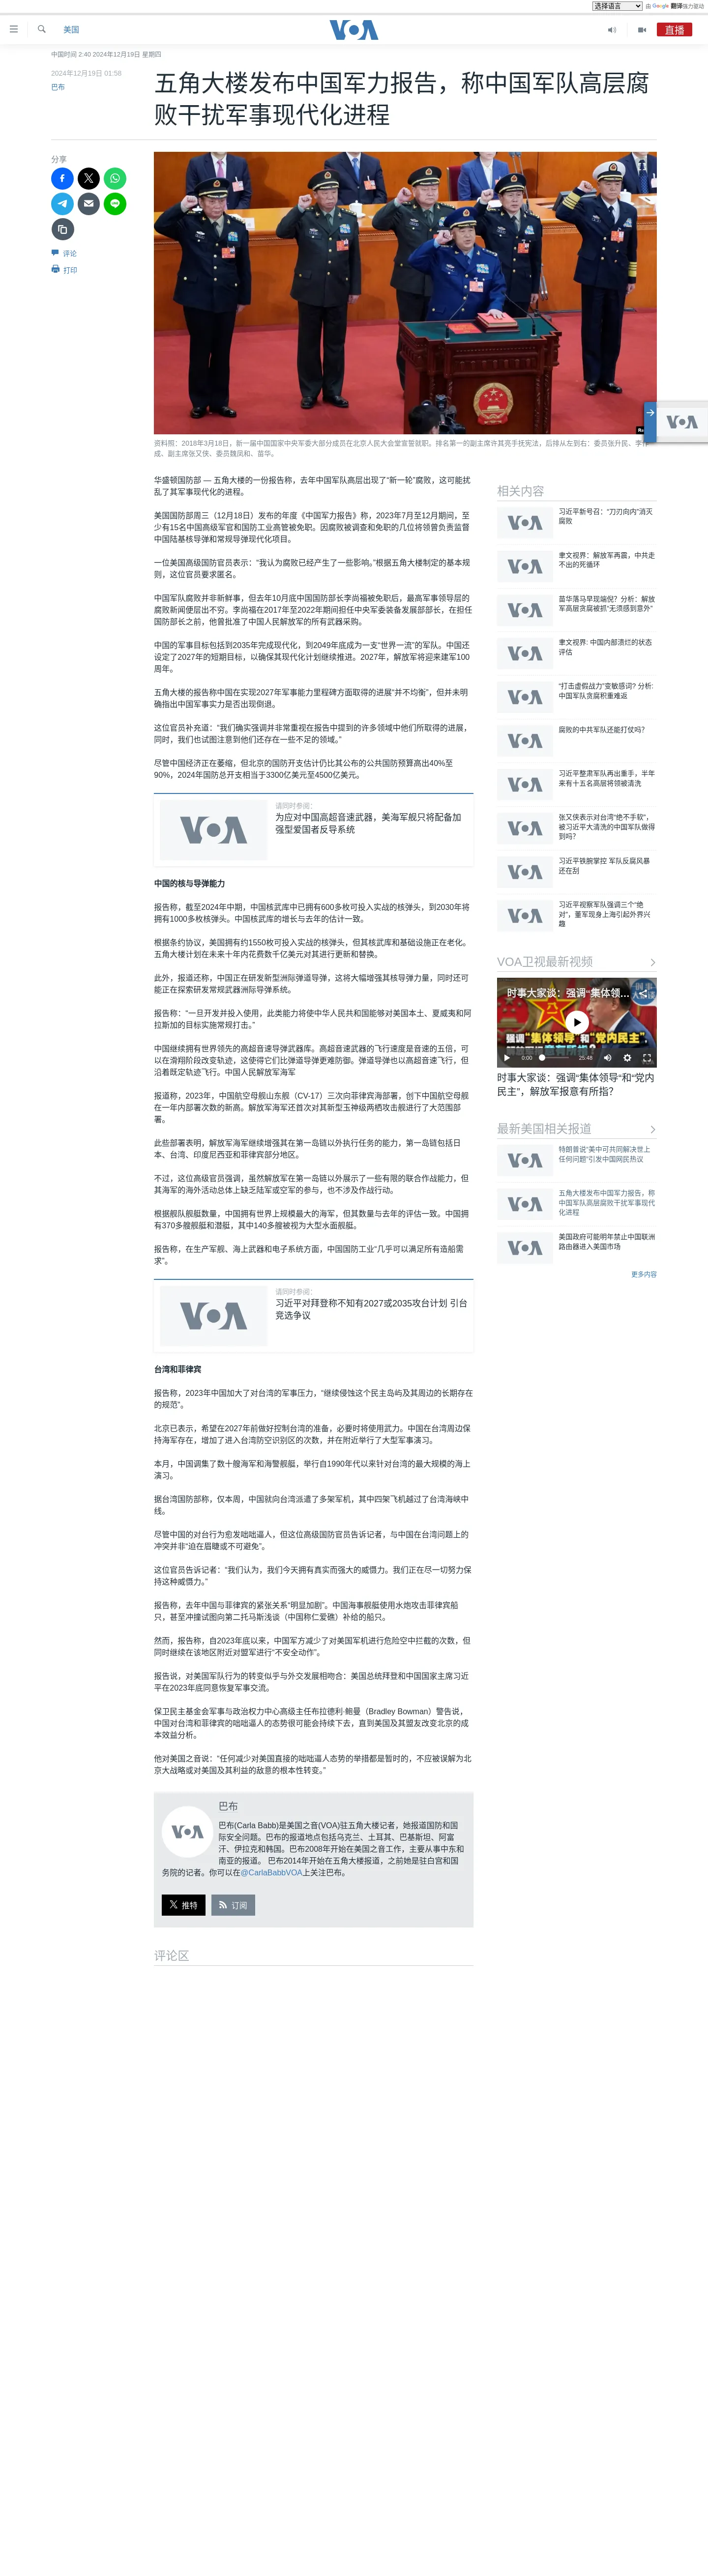 选择语言
由 Google 翻译强力驱动
美国
VOA
直播
中国时间 2:40 2024年12月19日 星期四
2024年12月19日 01:58
巴布
五角大楼发布中国军力报告，称中国军队高层腐
败干扰军事现代化进程
分享
评论
打印
资料照：2018年3月18日，新一届中国国家中央军委大部分成员在北京人民大会堂宣誓就职。排名第一的副主席许其亮手抚宪法，后排从左到右：委员张升民、李作
成、副主席张又侠、委员魏凤和、苗华。
华盛顿国防部 — 五角大楼的一份报告称，去年中国军队高层出现了“新一轮”腐败，这可能扰
乱了其军事现代化的进程。
美国国防部周三（12月18日）发布的年度《中国军力报告》称，2023年7月至12月期间，至
少有15名中国高级军官和国防工业高管被免职。因腐败被调查和免职的几位将领曾负责监督
中国陆基核导弹和常规导弹现代化项目。
一位美国高级国防官员表示：“我认为腐败已经产生了一些影响。”根据五角大楼制定的基本规
则，这位官员要求匿名。
中国军队腐败并非新鲜事，但去年10月底中国国防部长李尚福被免职后，最高军事领导层的
腐败新闻便层出不穷。李尚福在2017年至2022年期间担任中央军委装备发展部部长，在担任
国防部长之前，他曾批准了中国人民解放军的所有武器采购。
中国的军事目标包括到2035年完成现代化，到2049年底成为一支“世界一流”的军队。中国还
设定了2027年的短期目标，以确保其现代化计划继续推进。2027年，解放军将迎来建军100
周年。
五角大楼的报告称中国在实现2027年军事能力里程碑方面取得的进展“并不均衡”，但并未明
确指出中国军事实力是否出现倒退。
这位官员补充道：“我们确实强调并非常重视在报告中提到的许多领域中他们所取得的进展，
同时，我们也试图注意到他们还存在一些不足的领域。”
尽管中国经济正在萎缩，但北京的国防开支估计仍比其公布的公共国防预算高出40%至
90%，2024年国防总开支相当于3300亿美元至4500亿美元。
VOA
请同时参阅：
为应对中国高超音速武器，美海军舰只将配备加
强型爱国者反导系统
中国的核与导弹能力
报告称，截至2024年中期，中国核武库中已拥有600多枚可投入实战的核弹头，到2030年将
拥有1000多枚核弹头。中国核武库的增长与去年的估计一致。
根据条约协议，美国拥有约1550枚可投入实战的核弹头，但其核武库和基础设施正在老化。
五角大楼计划在未来十年内花费数千亿美元对其进行更新和替换。
此外，报道还称，中国正在研发新型洲际弹道导弹，这将大幅增强其核导弹力量，同时还可
能正在探索研发常规武器洲际导弹系统。
报告称：“一旦开发并投入使用，此类能力将使中华人民共和国能够对美国本土、夏威夷和阿
拉斯加的目标实施常规打击。”
中国继续拥有世界领先的高超音速导弹武器库。高超音速武器的飞行速度是音速的五倍，可
以在滑翔阶段改变轨迹，这使得它们比弹道导弹更难防御。弹道导弹也以高超音速飞行，但
沿着既定轨迹飞行。中国人民解放军海军
报道称，2023年，中国航空母舰山东舰（CV-17）三次向菲律宾海部署，创下中国航空母舰
在一年内部署次数的新高。解放军海军还首次对其新型玉神级两栖攻击舰进行了大范围部
署。
此些部署表明，解放军海军继续增强其在第一岛链以外执行任务的能力，第一岛链包括日
本、台湾、印度尼西亚和菲律宾部分地区。
不过，这位高级官员强调，虽然解放军在第一岛链以外展示了一些有限的联合作战能力，但
其海军的海外活动总体上缺乏陆军或空军的参与，也不涉及作战行动。
根据舰队舰艇数量，中国拥有世界上规模最大的海军，但其数量与去年的评估一致。中国拥
有370多艘舰艇和潜艇，其中140多艘被视为大型水面舰艇。
报告称，在生产军舰、海上武器和电子系统方面，中国国防工业“几乎可以满足所有造船需
求”。
VOA
请同时参阅：
习近平对拜登称不知有2027或2035攻台计划 引台
竞选争议
台湾和菲律宾
报告称，2023年中国加大了对台湾的军事压力，“继续侵蚀这个民主岛屿及其周边的长期存在
的规范”。
北京已表示，希望在2027年前做好控制台湾的准备，必要时将使用武力。中国在台湾周边保
持海军存在，增加了进入台湾防空识别区的次数，并在附近举行了大型军事演习。
本月，中国调集了数十艘海军和海警舰艇，举行自1990年代以来针对台湾的最大规模的海上
演习。
据台湾国防部称，仅本周，中国就向台湾派遣了多架军机，其中四架飞机越过了台湾海峡中
线。
尽管中国的对台行为愈发咄咄逼人，但这位高级国防官员告诉记者，与中国在台湾问题上的
冲突并非“迫在眉睫或不可避免”。
这位官员告诉记者：“我们认为，我们今天拥有真实而强大的威慑力。我们正在尽一切努力保
持这种威慑力。”
报告称，去年中国与菲律宾的紧张关系“明显加剧”。中国海事舰艇使用水炮攻击菲律宾船
只，甚至冲撞试图向第二托马斯浅谈（中国称仁爱礁）补给的船只。
然而，报告称，自2023年底以来，中国军方减少了对美国军机进行危险空中拦截的次数，但
同时继续在该地区附近对盟军进行“不安全动作”。
报告说，对美国军队行为的转变似乎与外交发展相吻合：美国总统拜登和中国国家主席习近
平在2023年底同意恢复军事交流。
保卫民主基金会军事与政治权力中心高级主任布拉德利·鲍曼（Bradley Bowman）警告说，
中国对台湾和菲律宾的咄咄逼人的态势很可能会持续下去，直到美国及其盟友改变北京的成
本效益分析。
他对美国之音说：“任何减少对美国直接的咄咄逼人态势的举措都是暂时的，不应被误解为北
京大战略或对美国及其利益的敌意的根本性转变。”
VOA
巴布
巴布(Carla Babb)是美国之音(VOA)驻五角大楼记者，她报道国防和国
际安全问题。巴布的报道地点包括乌克兰、土耳其、巴基斯坦、阿富
汗、伊拉克和韩国。巴布2008年开始在美国之音工作，主要从事中东和
南亚的报道。 巴布2014年开始在五角大楼报道，之前她是驻白宫和国
务院的记者。你可以在@CarlaBabbVOA上关注巴布。
推特
订阅
评论区
VOA
相关内容
VOA
习近平新号召：“刀刃向内”消灭
腐败
VOA
聿文视界：解放军再震，中共走
不出的死循环
VOA
苗华落马早现端倪？分析：解放
军高层贪腐被抓“无须感到意外”
VOA
聿文视界: 中国内部溃烂的状态
评估
VOA
“打击虚假战力”变敏感词? 分析:
中国军队贪腐积重难返
VOA
腐败的中共军队还能打仗吗？
VOA
习近平整肃军队再出重手，半年
来有十五名高层将领被清洗
VOA
张又侠表示对台湾“绝不手软”，
被习近平大清洗的中国军队做得
到吗？
VOA
习近平铁腕掌控 军队反腐风暴
还在刮
VOA
习近平视察军队强调三个“绝
对”，董军现身上海引起外界兴
趣
VOA卫视最新视频
时事大家谈：强调“集体领...
强调“集体领导”和“党内民主”，
0:00
25:48
时事大家谈：强调“集体领导”和“党内
民主”，解放军报意有所指？
最新美国相关报道
VOA
特朗普说“美中可共同解决世上
任何问题”引发中国网民热议
VOA
五角大楼发布中国军力报告，称
中国军队高层腐败干扰军事现代
化进程
VOA
美国政府可能明年禁止中国联洲
路由器进入美国市场
更多内容